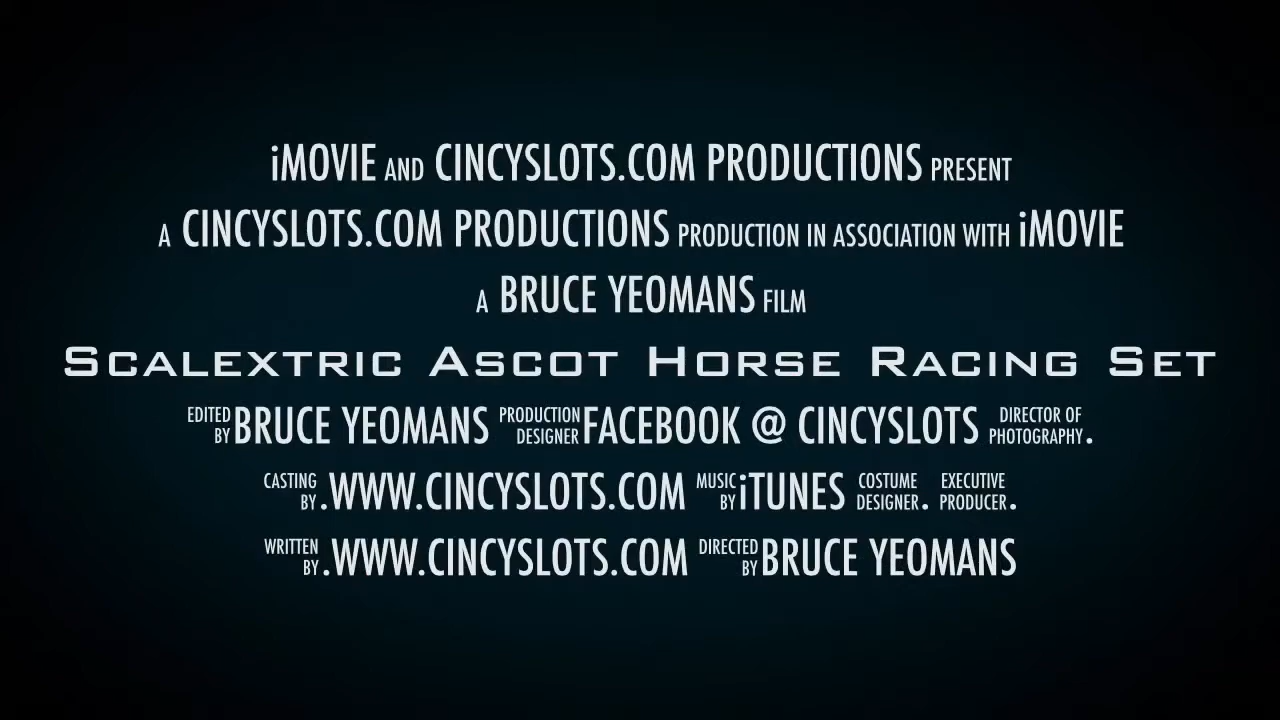 iMOVIE AND CINCYSLOTS.COM PRODUCTIONS PRESENT
A CINCYSLOTS.COM PRODUCTIONS PRODUCTION IN ASSOCIATION WITH iMOVIE
A BRUCE YEOMANS FILM
SCALEXTRIC ASCOT HORSE RACING SET
EDITED BY BRUCE YEOMANS PRODUCTION DESIGNER FACEBOOK @ CINCYSLOTS DIRECTOR OF PHOTOGRAPHY .
CASTING BY .WWW.CINCYSLOTS.COM MUSIC BY iTUNES COSTUME DESIGNER . EXECUTIVE PRODUCER .
WRITTEN BY .WWW.CINCYSLOTS.COM DIRECTED BY BRUCE YEOMANS